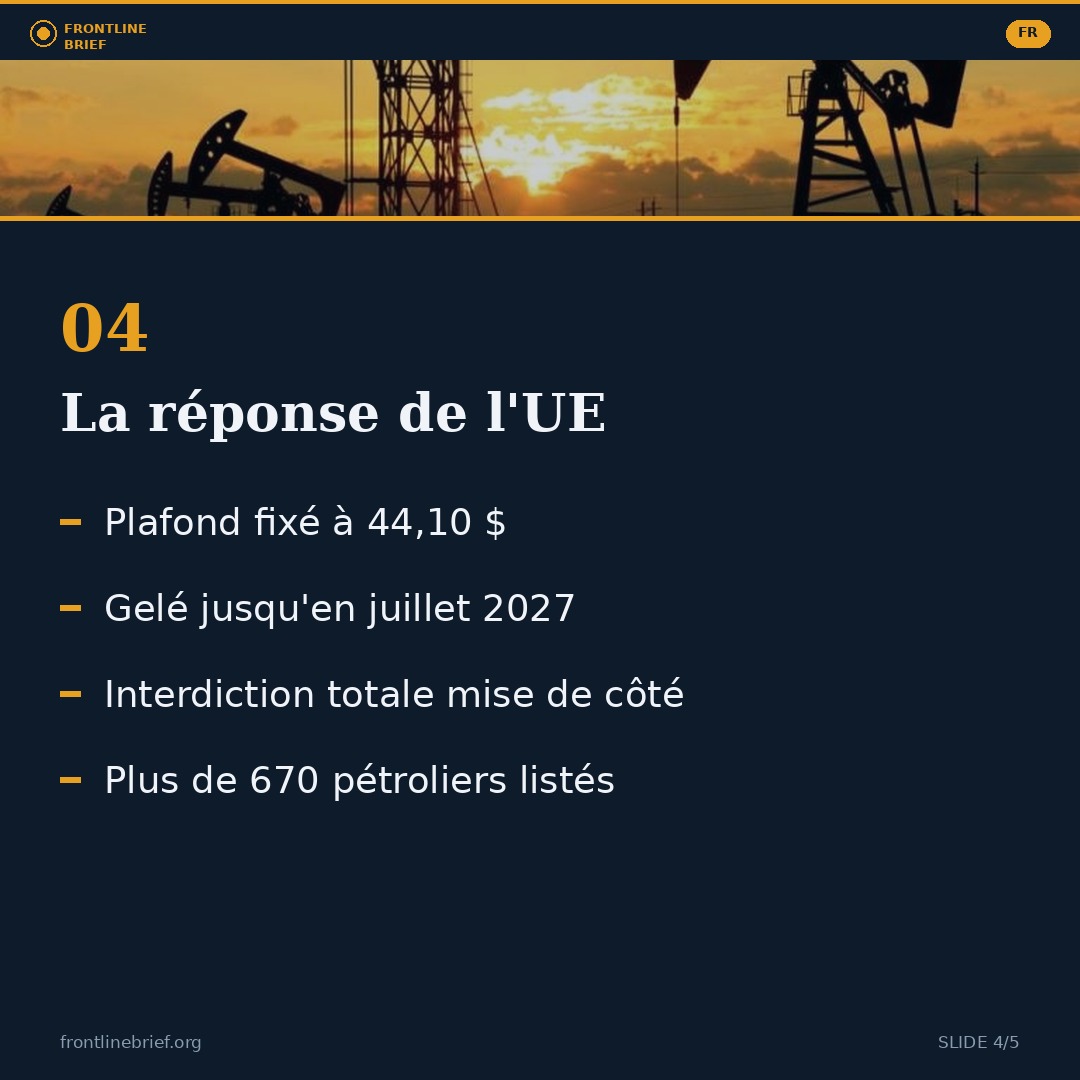 FRONTLINE
BRIEF
FR
04
La réponse de l'UE
Plafond fixé à 44,10 $
Gelé jusqu'en juillet 2027
Interdiction totale mise de côté
Plus de 670 pétroliers listés
frontlinebrief.org
SLIDE 4/5